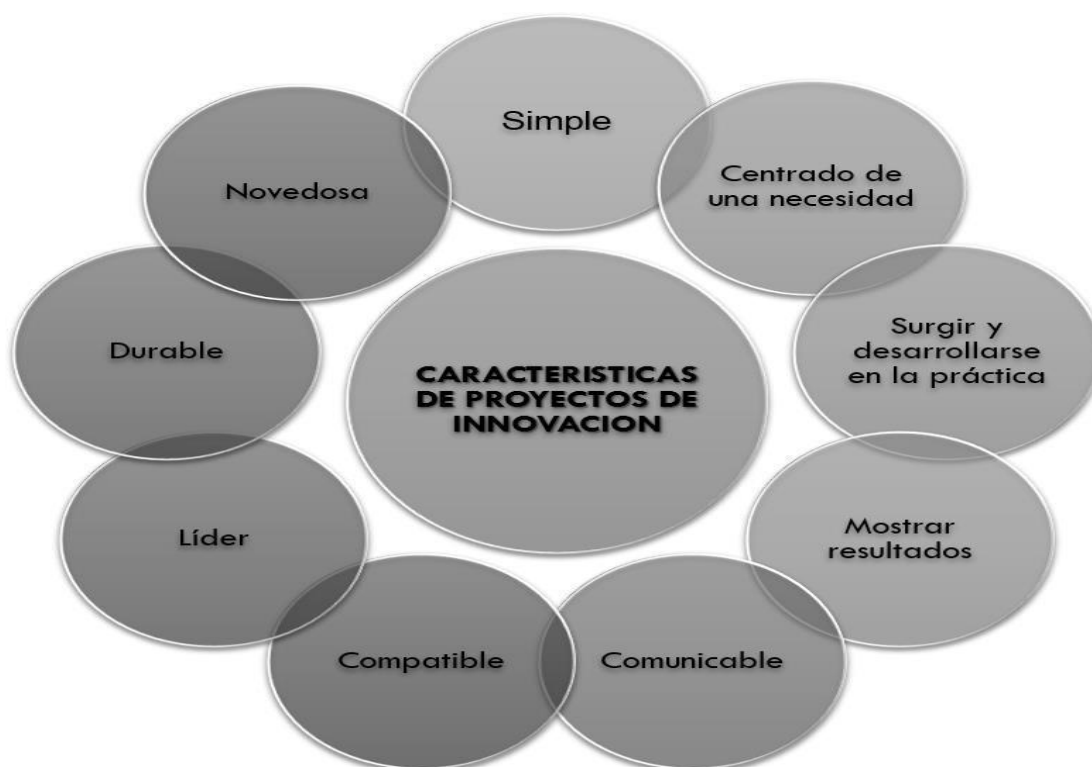 Simple
Centrado de
una necesidad
Surgir y
desarrollarse
en la práctica
Mostrar
resultados
Comunicable
Compatible
Líder
Durable
Novedosa
CARACTERISTICAS
DE PROYECTOS DE
INNOVACION